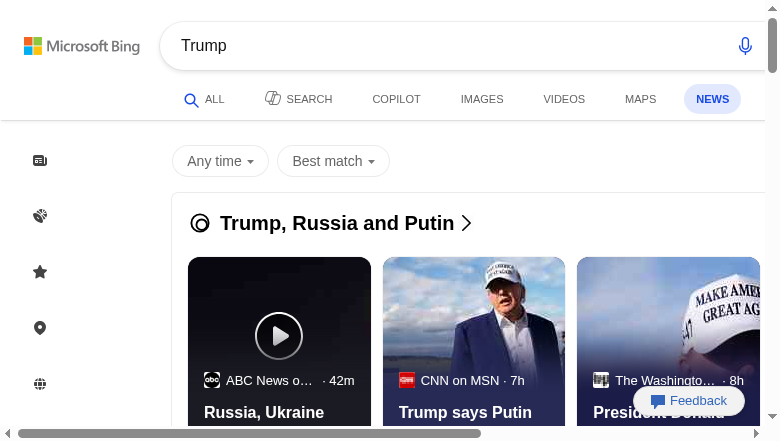 Microsoft Bing
Trump
ALL SEARCH COPILOT IMAGES VIDEOS MAPS NEWS
Any time Best match
Trump, Russia and Putin
MAKE AME
GREAT AG
ABC News o… · 42m
CNN on MSN · 7h
The Washingto… · 8h
Russia, Ukraine
Trump says Putin
President Donald
Feedback